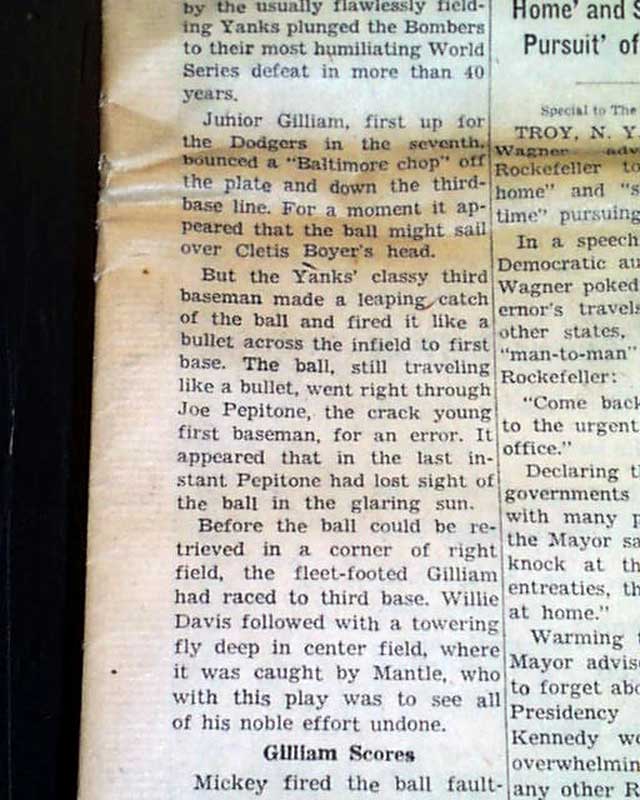 by the usually flawlessly field-
ing Yanks plunged the Bombers
to their most humiliating World
Series defeat in more than 40
years.
Junior Gilliam, first up for
the Dodgers in the seventh,
bounced a "Baltimore chop" off
the plate and down the third-
base line. For a moment it ap-
peared that the ball might sail
over Cletis Boyer's head.
But the Yanks' classy third
baseman made a leaping catch
of the ball and fired it like a
bullet across the infield to first
base. The ball, still traveling
like a bullet, went right through
Joe Pepitone, the crack young
first baseman, for an error. It
appeared that in the last in-
stant Pepitone had lost sight of
the ball in the glaring sun.
Before the ball could be re-
trieved in a corner of right
field, the fleet-footed Gilliam
had raced to third base. Willie
Davis followed with a towering
fly deep in center field, where
it was caught by Mantle, who
with this play was to see all
of his noble effort undone.
Gilliam Scores
Mickey fired the ball fault-
Home' and S
Pursuit' of
Special to The
TROY, N. Y
Wagner adv
Rockefeller to
home" and "s
time" pursuing
In a speech
Democratic au
Wagner poked
ernor's travels
other states,
"man-to-man"
Rockefeller:
"Come back
to the urgent
office."
Declaring t
governments
with many p
the Mayor sa
knock at th
entreaties, th
at home."
Warming t
Mayor advise
to forget abo
Presidency
Kennedy wo
overwhelmin
any other R